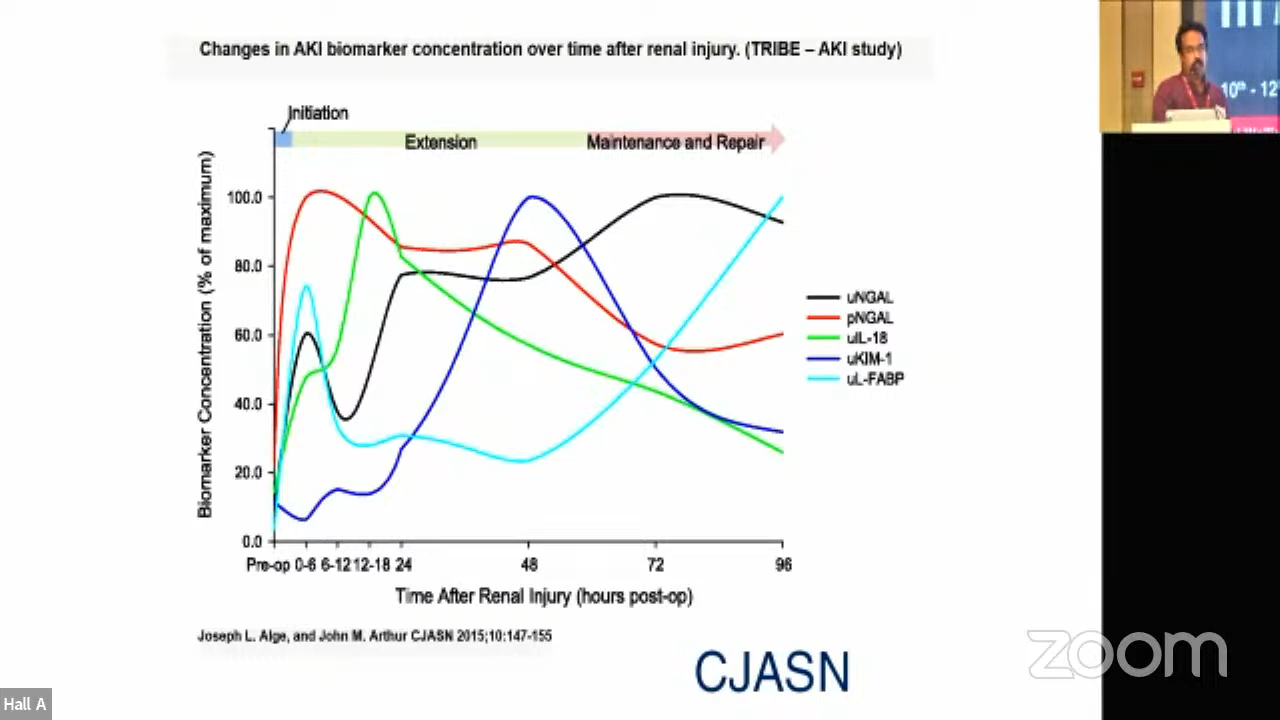 Changes in AKI biomarker concentration over time after renal injury. (TRIBE – AKI study)
Initiation
Extension
Maintenance and Repair
Biomarker Concentration (% of maximum)
100.0
80.0
60.0
40.0
20.0
0.0
Pre-op 0-6 6-12 12-18 24 48 72 96
Time After Renal Injury (hours post-op)
uNGAL
pNGAL
uIL-18
uKIM-1
uL-FABP
Joseph L. Alge, and John M. Arthur CJASN 2015;10:147-155
CJASN
10th - 12
zoom
Hall A